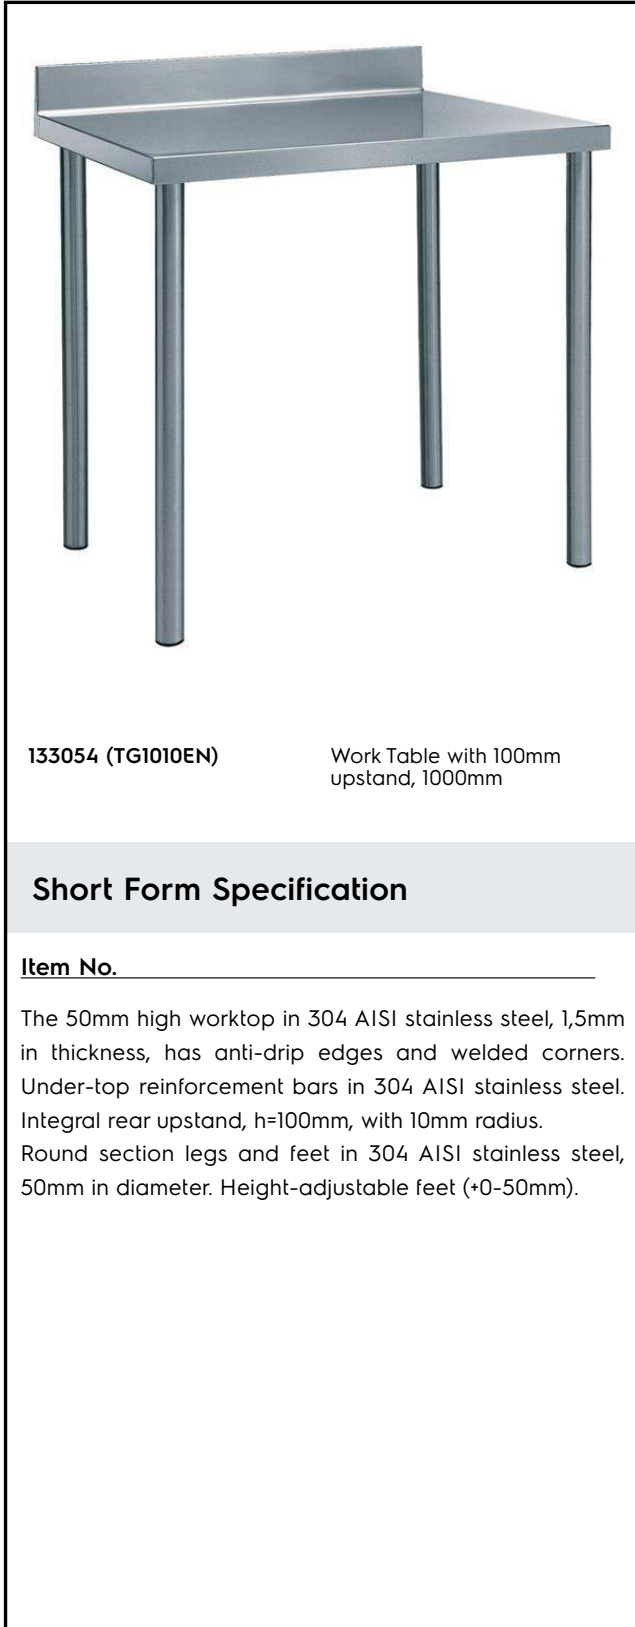 133054 (TG1010EN)
Work Table with 100mm
upstand, 1000mm
Short Form Specification
Item No.
The 50mm high worktop in 304 AISI stainless steel, 1,5mm
in thickness, has anti-drip edges and welded corners.
Under-top reinforcement bars in 304 AISI stainless steel.
Integral rear upstand, h=100mm, with 10mm radius.
Round section legs and feet in 304 AISI stainless steel,
50mm in diameter. Height-adjustable feet (+0-50mm).